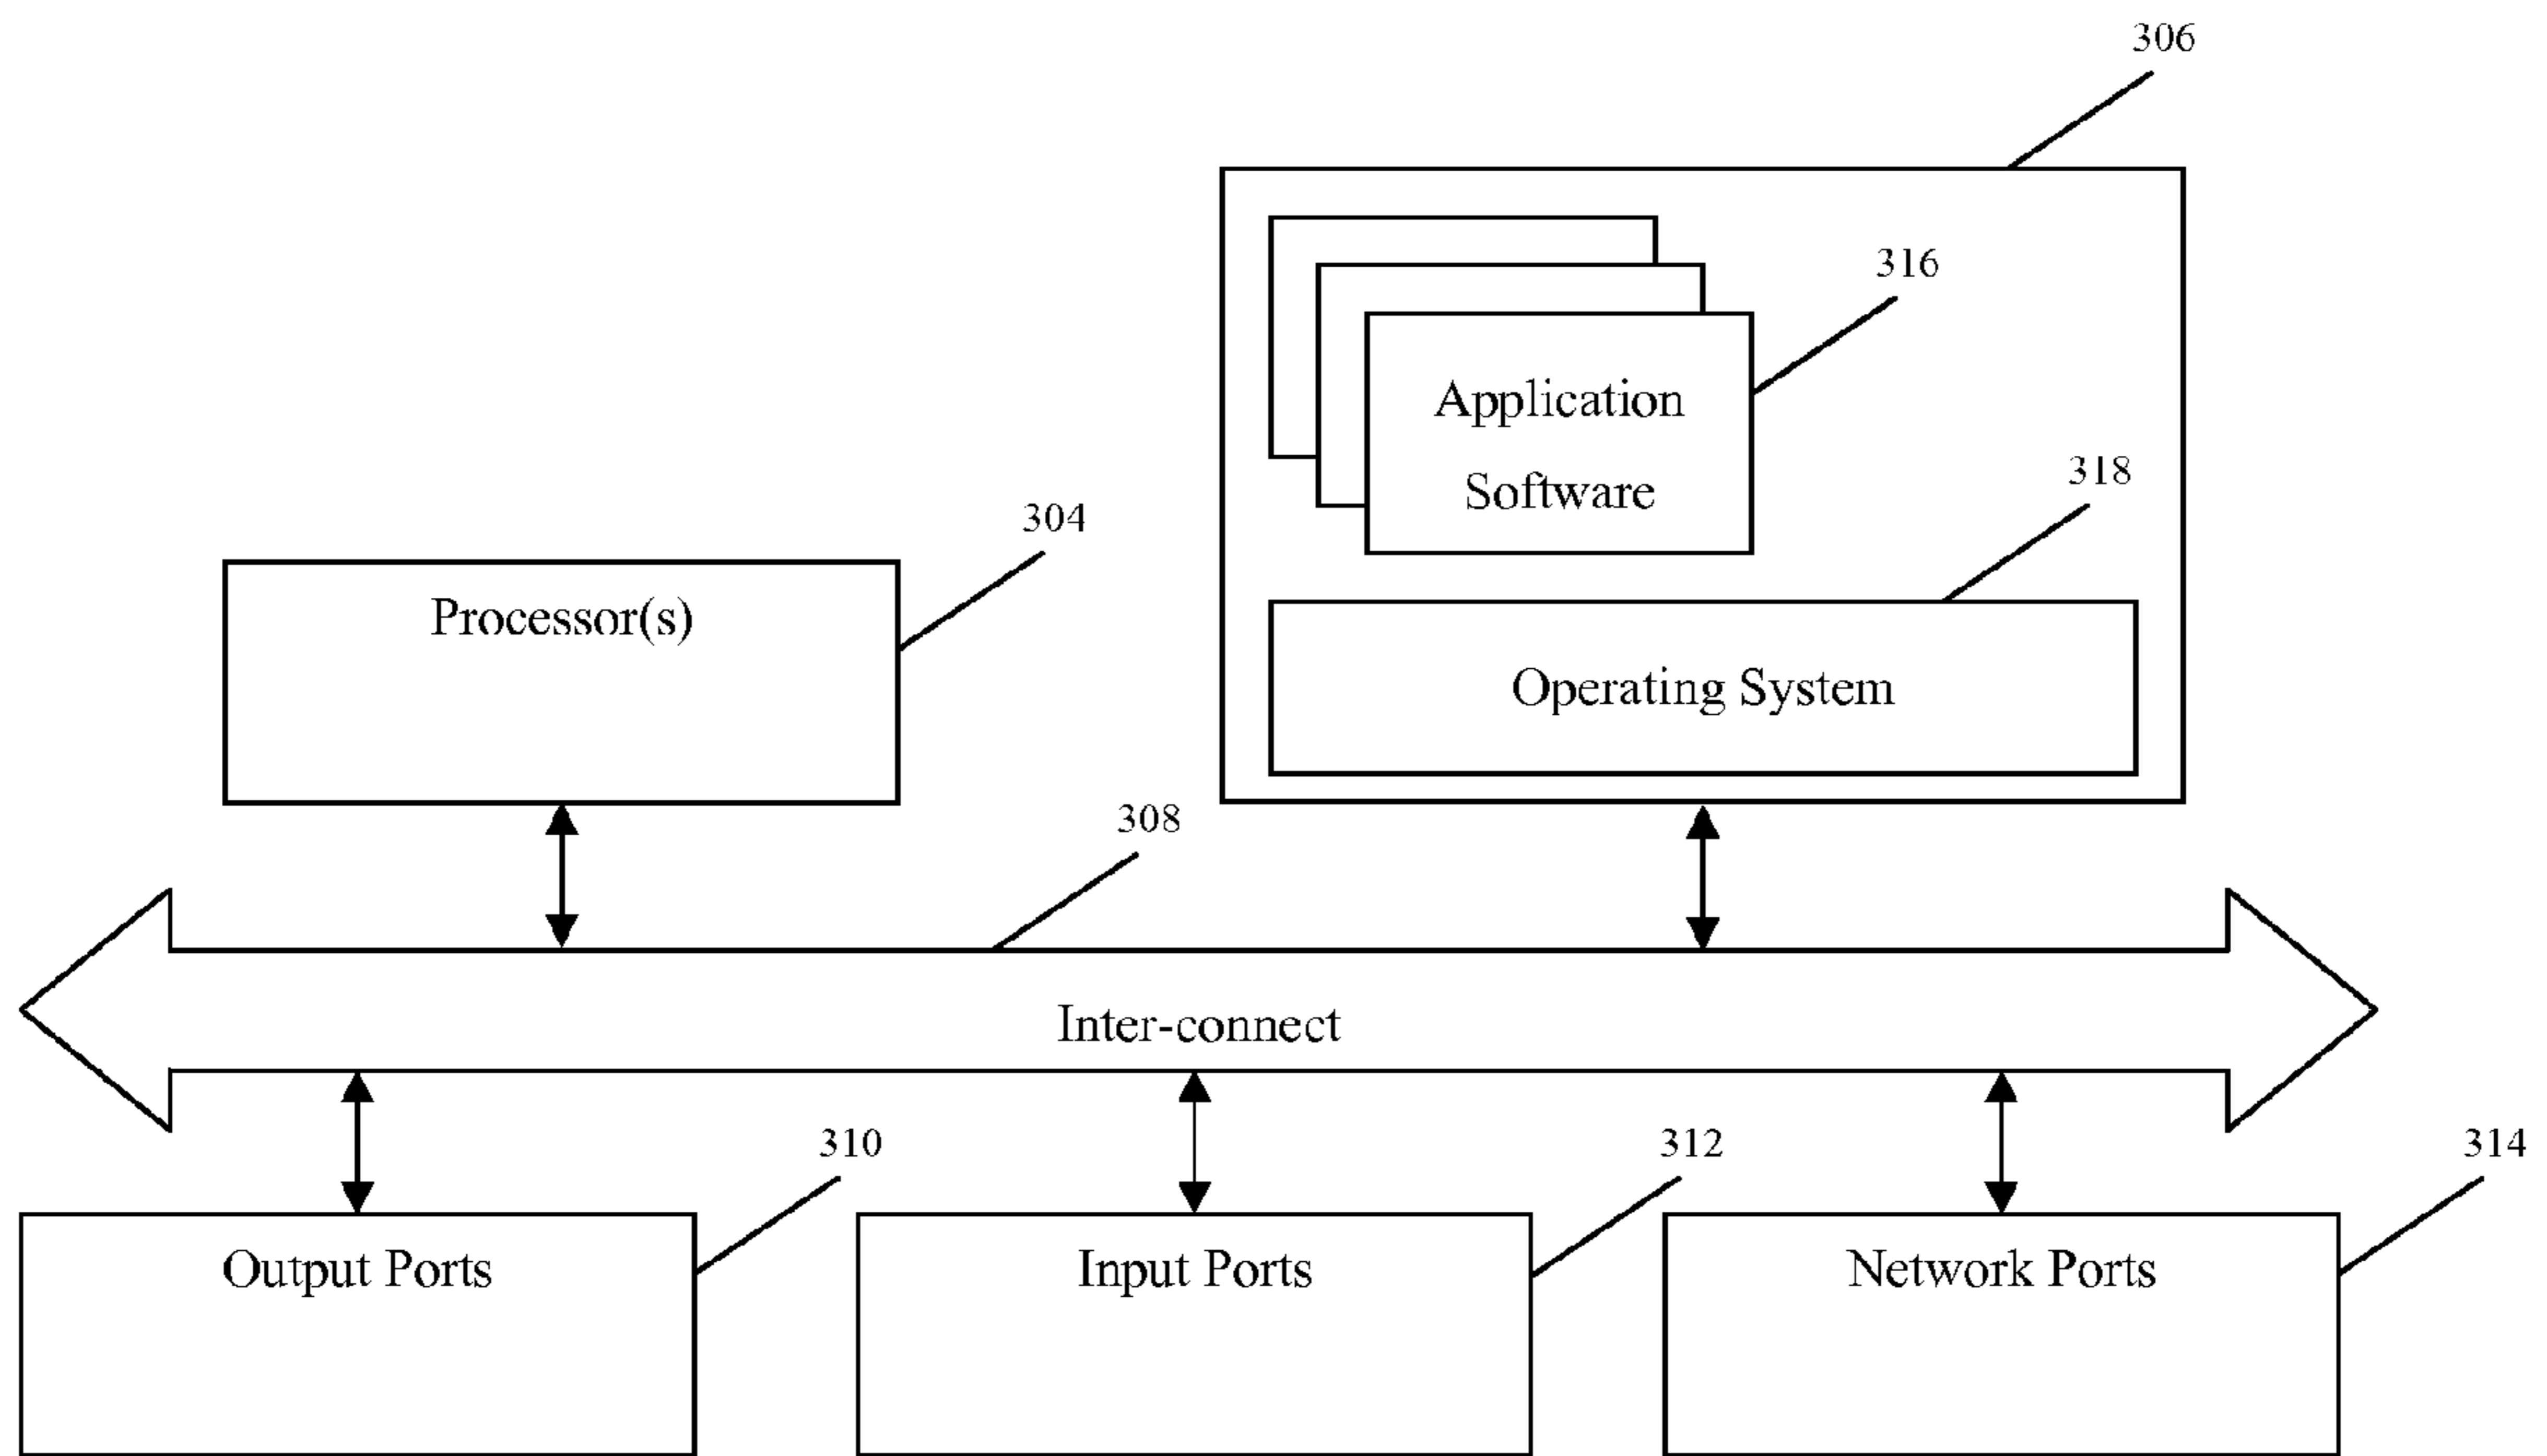 306
316
Application
Software
318
304
Processor(s)
Operating System
308
Inter-connect
310
312
314
Output Ports
Input Ports
Network Ports